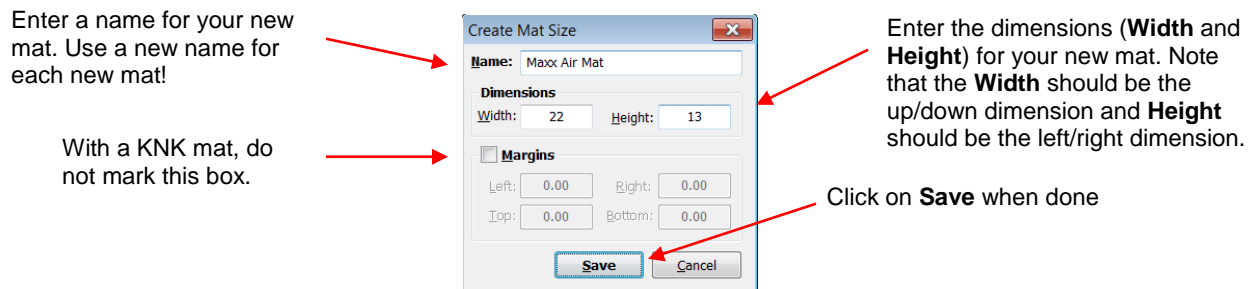 Enter a name for your new
mat. Use a new name for
each new mat!
With a KNK mat, do
not mark this box.
Create Mat Size
Name: Maxx Air Mat
Dimensions
Width: 22 Height: 13
Margins
Left: 0.00 Right: 0.00
Top: 0.00 Bottom: 0.00
Save Cancel
Enter the dimensions (Width and
Height) for your new mat. Note
that the Width should be the
up/down dimension and Height
should be the left/right dimension.
Click on Save when done